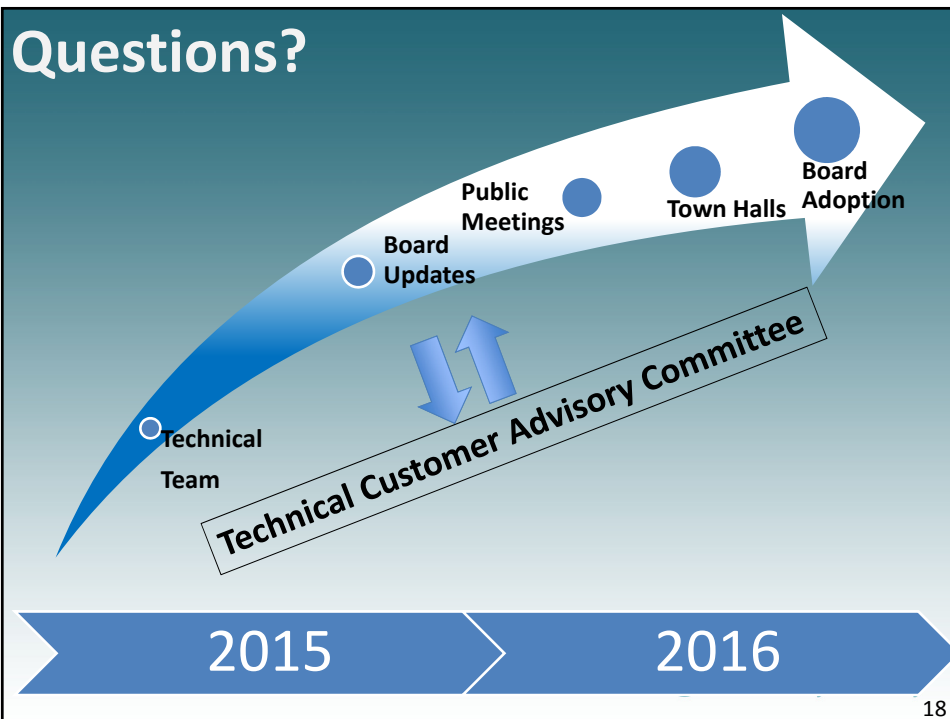 Questions?
Public
Meetings
Town Halls
Board
Adoption
Board
Updates
Technical
Team
Technical Customer Advisory Committee
2015
2016
18